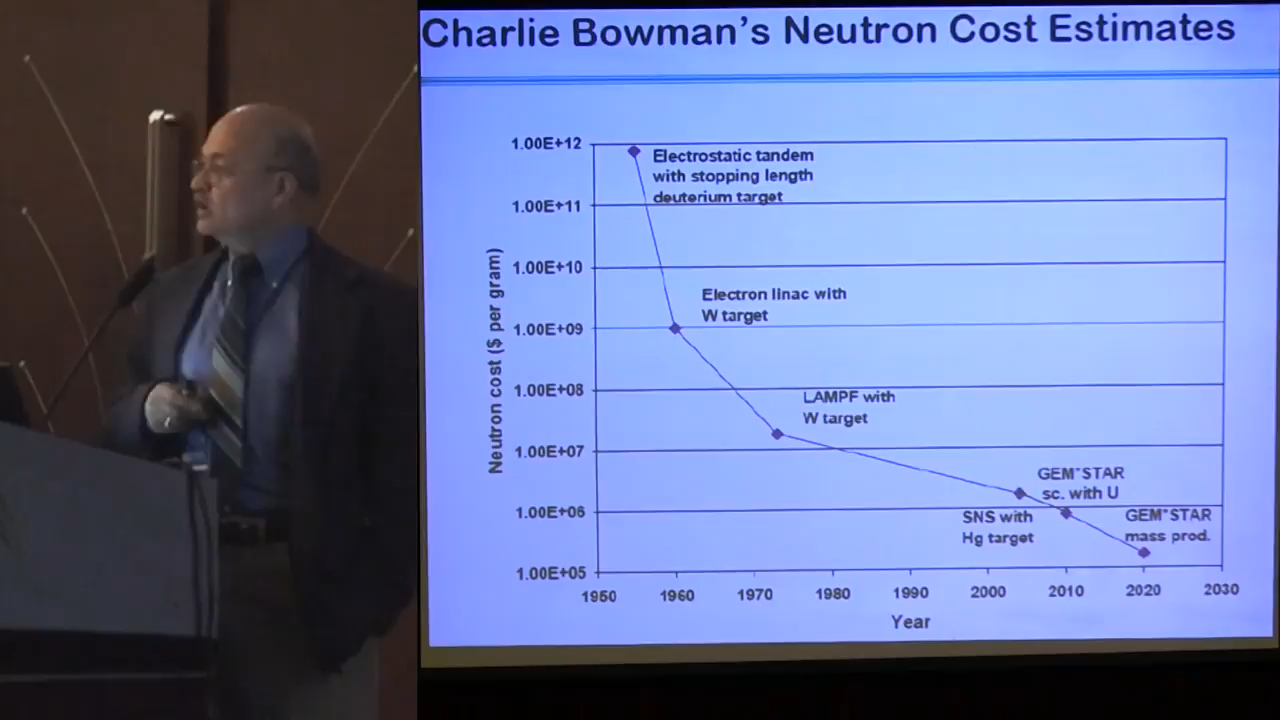 Charlie Bowman's Neutron Cost Estimates
1.00E+12
1.00E+11
1.00E+10
1.00E+09
1.00E+08
1.00E+07
1.00E+06
1.00E+05
Neutron cost ($ per gram)
Electrostatic tandem
with stopping length
deuterium target
Electron linac with
W target
LAMPF with
W target
GEM*STAR
sc. with U
SNS with
Hg target
GEM*STAR
mass prod.
1950 1960 1970 1980 1990 2000 2010 2020 2030
Year